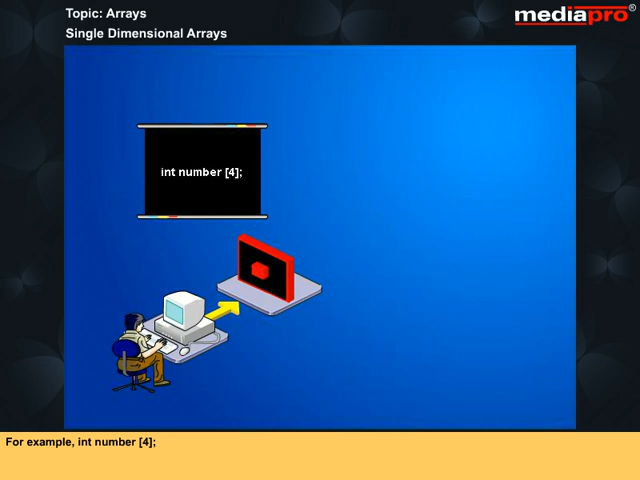 Topic: Arrays
mediapro®
Single Dimensional Arrays
int number [4];
For example, int number [4];